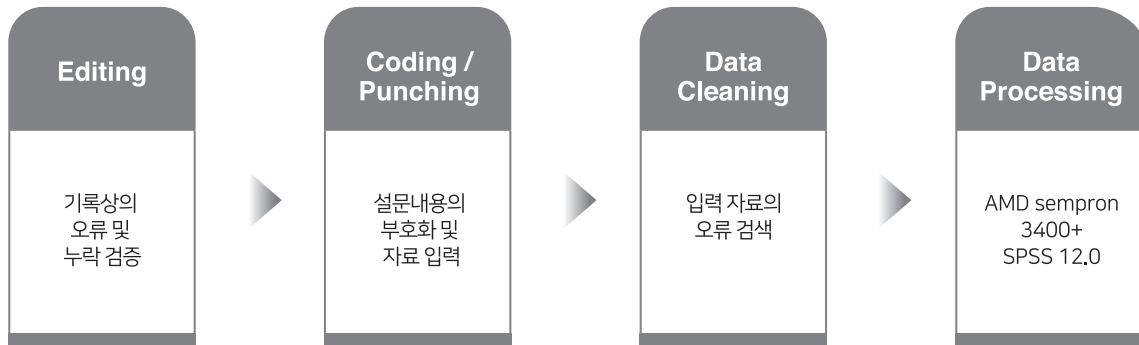 Editing
기록상의
오류 및
누락 검증
Coding /
Punching
설문내용의
부호화 및
자료 입력
Data
Cleaning
입력 자료의
오류 검색
Data
Processing
AMD sempron
3400+
SPSS 12.0